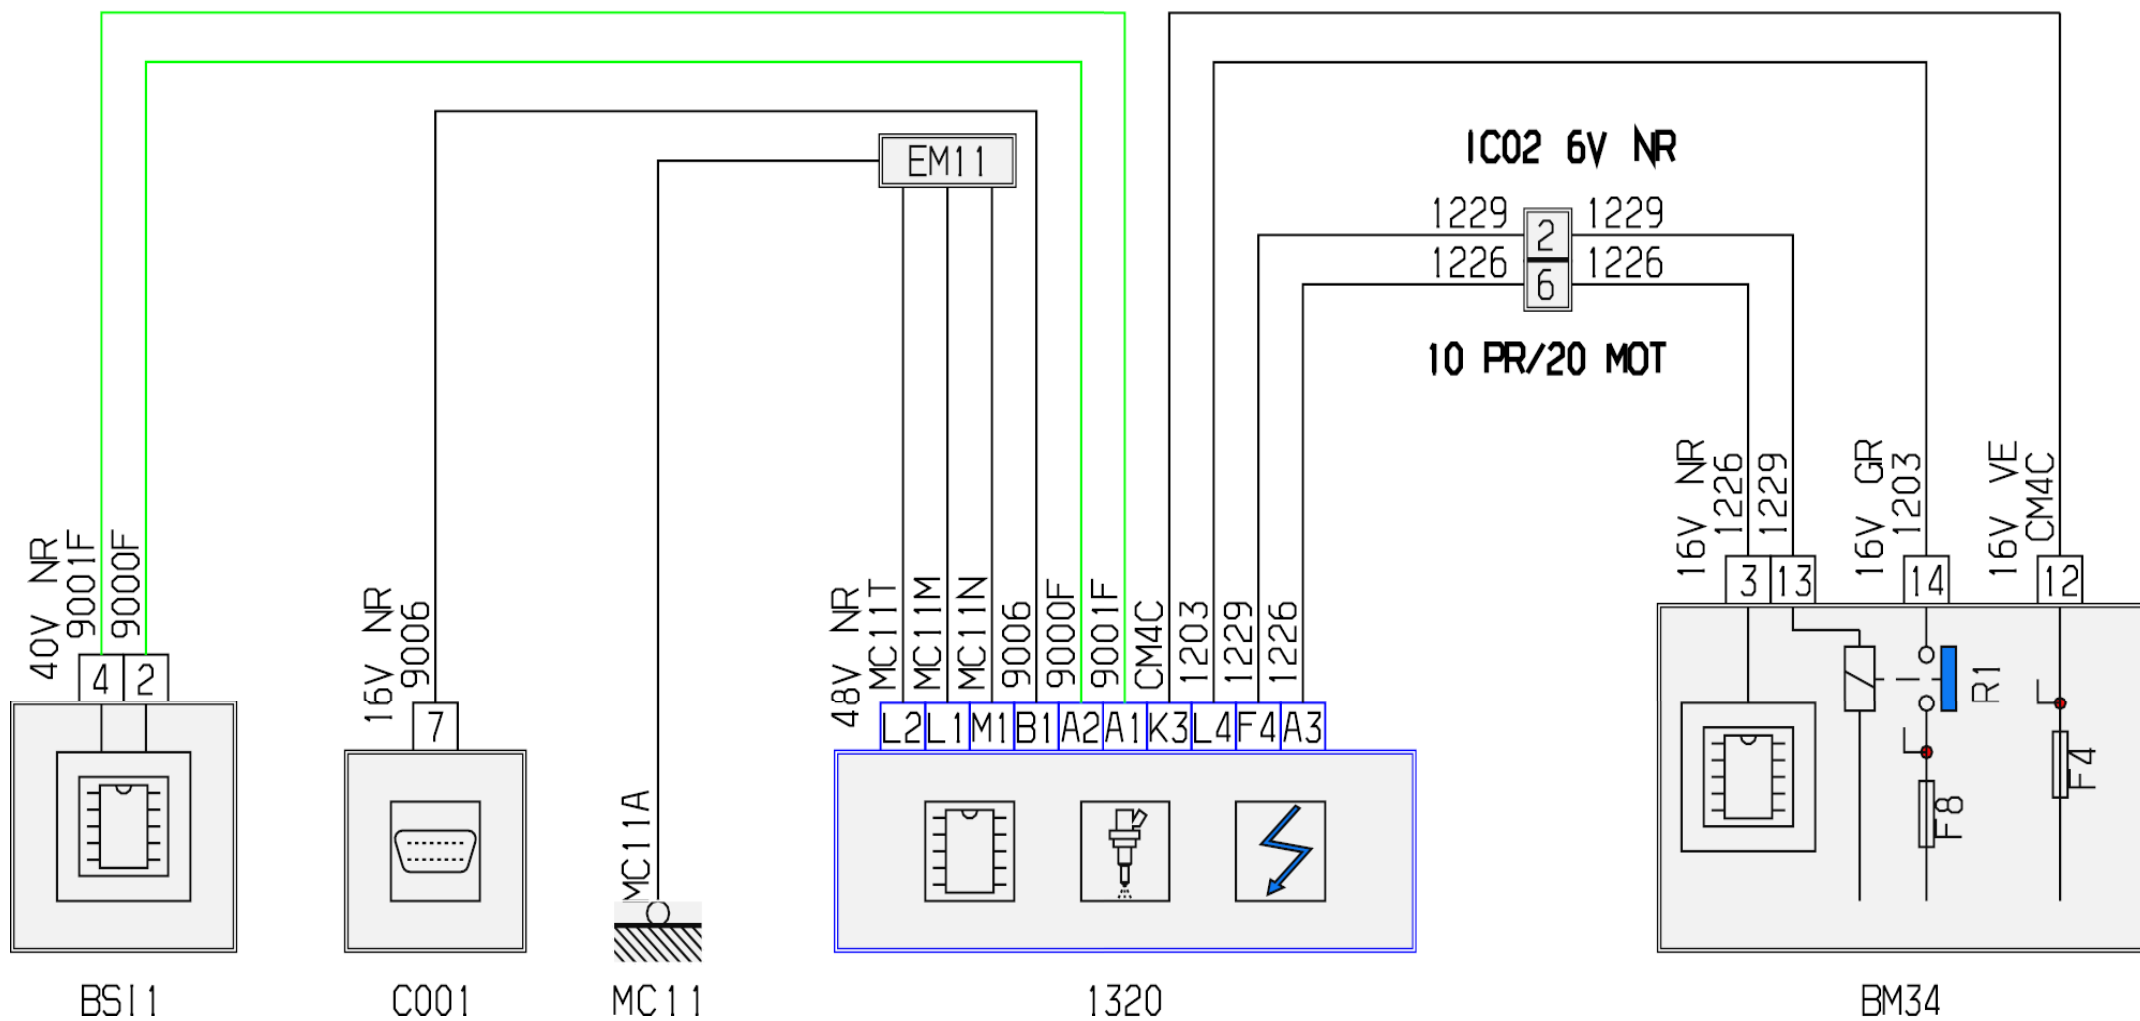 EM11
IC02 6V NR
1229
2
1229
1226
6
1226
10 PR/20 MOT
40V NR
9001F
9000F
16V NR
9006
MC11A
48V NR
MC11T
MC11M
MC11N
9006
9000F
9001F
CM4C
1203
1229
1226
16V NR
1226
1229
16V GR
1203
16V VE
CM4C
3 13
14
12
4 2
7
L2 L1 M1 B1 A2 A1 K3 L4 F4 A3
R1
F8
F4
BSI1
C001
MC11
1320
BM34